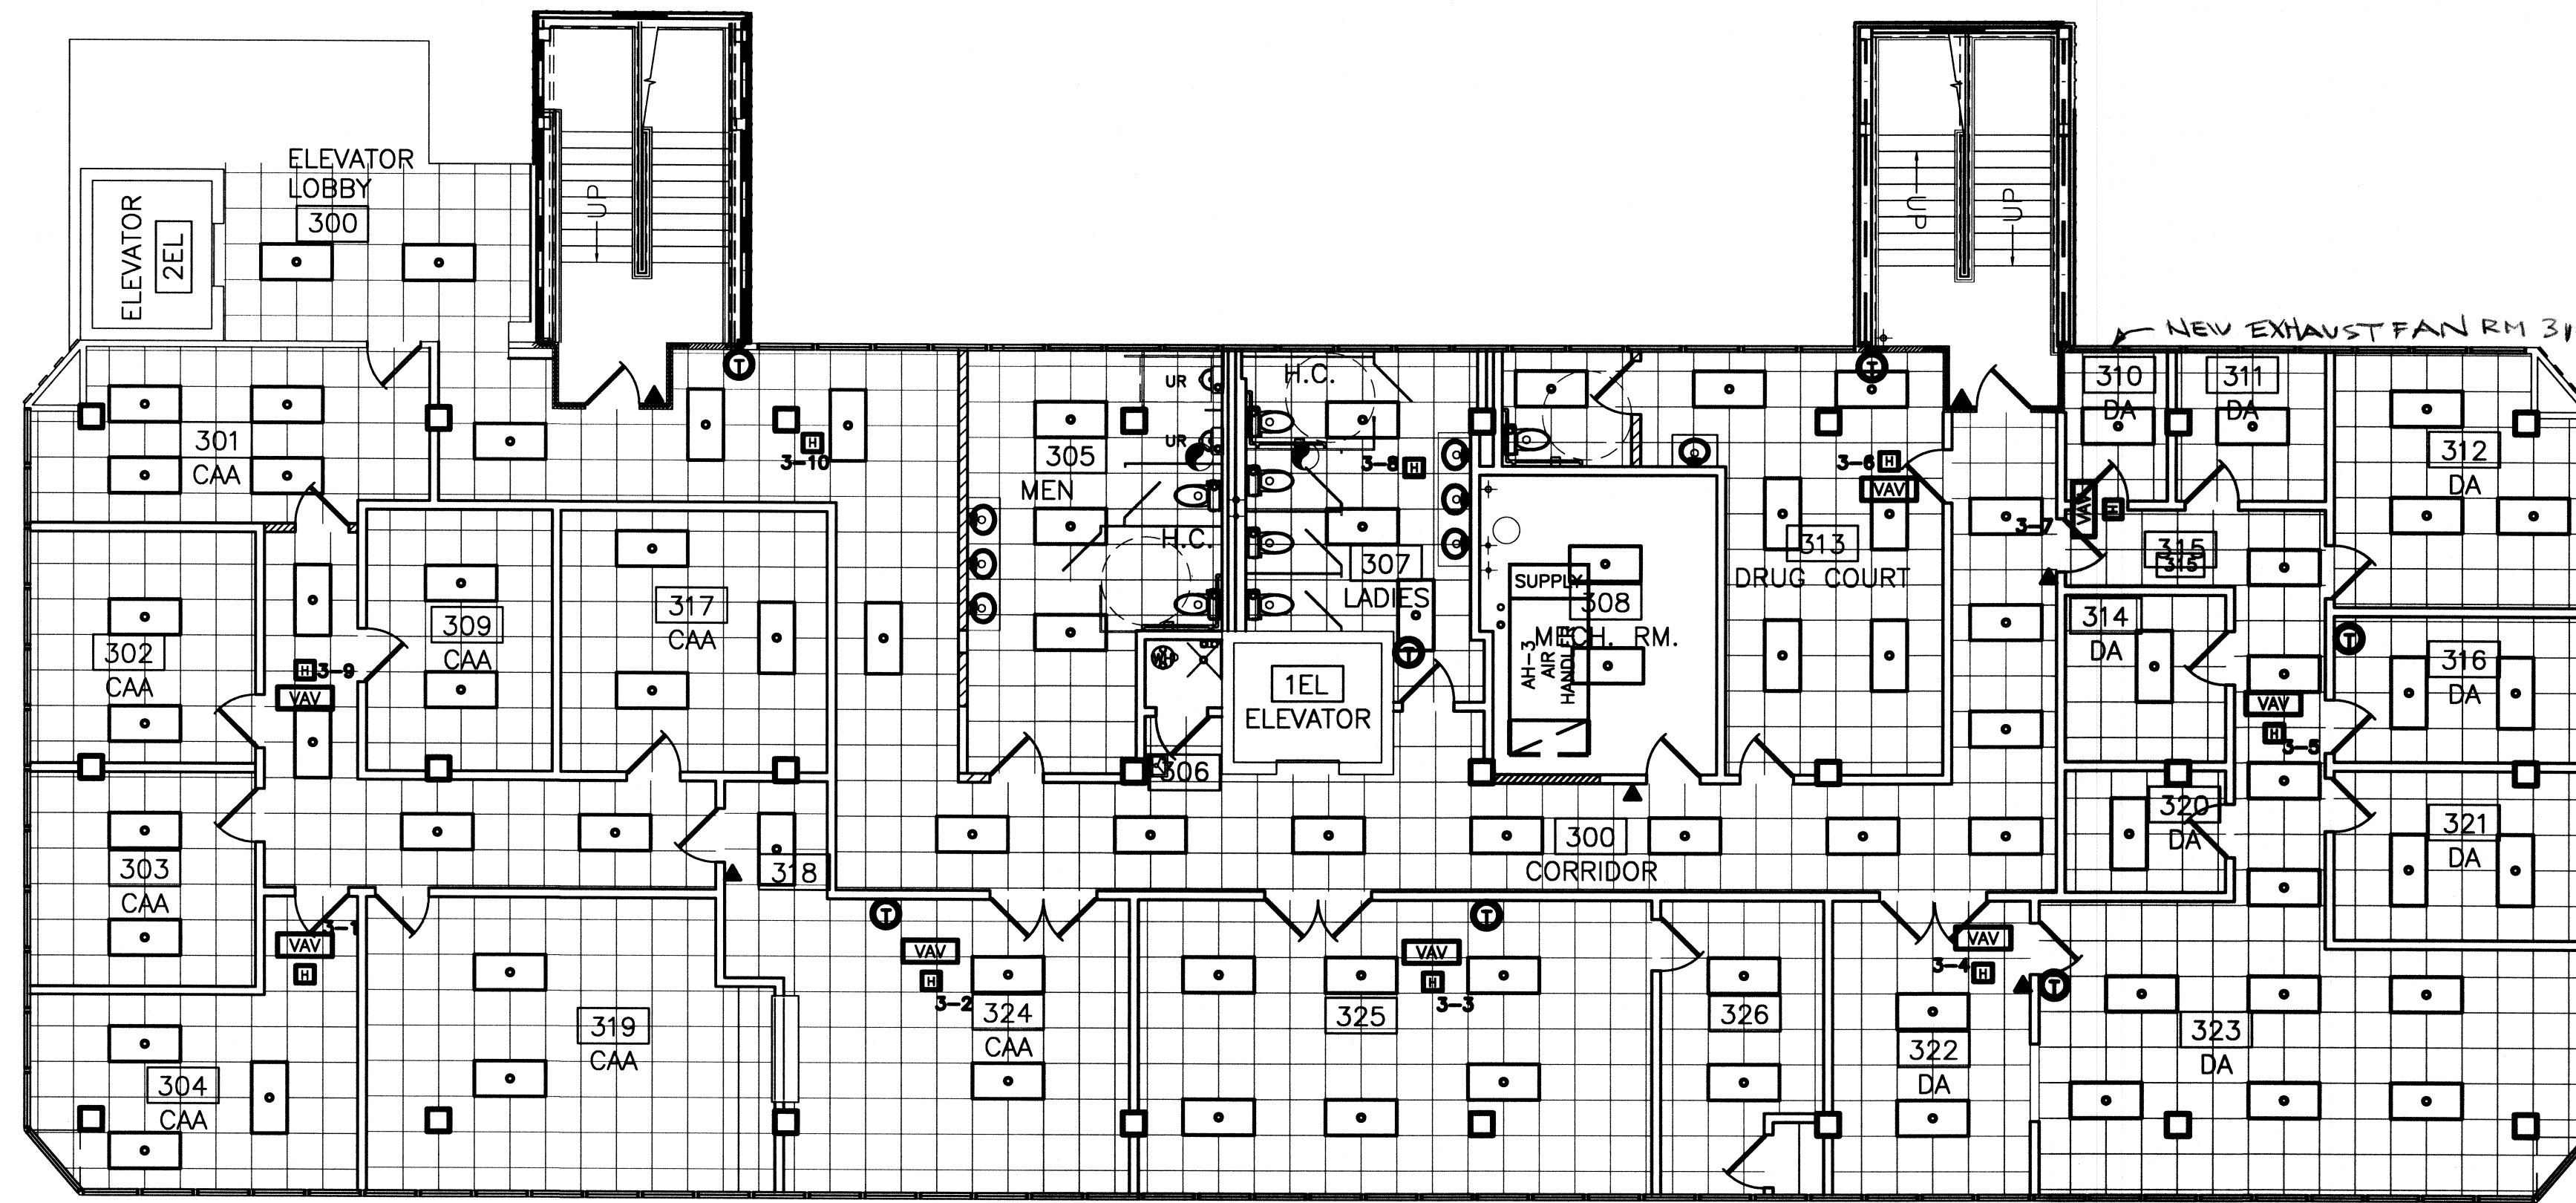 ELEVATOR
LOBBY
300
ELEVATOR
2EL
UP
UP
UP
NEW EXHAUST FAN RM 31
301
CAA
3-10
H
T
UR
UR
305
MEN
H.C.
H.C.
3-8
H
307
LADIES
T
T
3-6
H
VAV
313
DRUG COURT
310
DA
311
DA
312
DA
VAV
H
3-7
315
315
302
CAA
H
3-9
VAV
309
CAA
317
CAA
WH
306
1EL
ELEVATOR
SUPPLY
AH-3
AIR
HANDLER
308
MECH. RM.
314
DA
T
316
DA
VAV
H
3-5
303
CAA
318
300
CORRIDOR
320
DA
321
DA
3-1
VAV
H
304
CAA
319
CAA
T
VAV
H
3-2
324
CAA
T
VAV
H
3-3
325
326
VAV
3-4
H
T
322
DA
323
DA